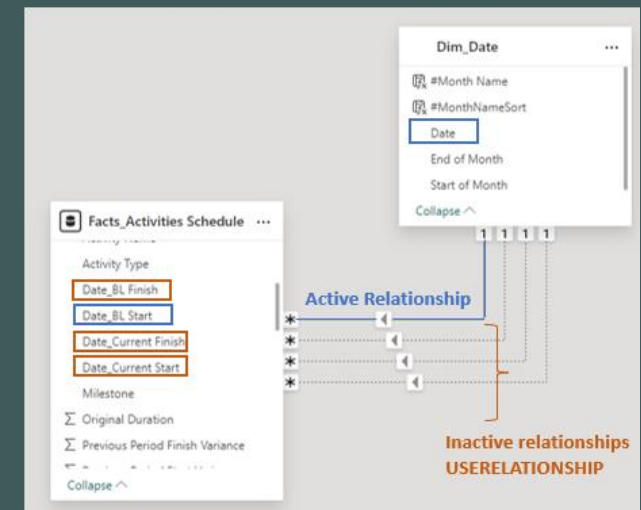 Dim_Date ...
#Month Name
#MonthNameSort
Date
End of Month
Start of Month
Collapse
1 1 1 1
Facts_Activities Schedule ...
Activity Type
Date_BL Finish
Date_BL Start
Date_Current Finish
Date_Current Start
Milestone
Σ Original Duration
Σ Previous Period Finish Variance
Collapse
Active Relationship
*
*
*
*
Inactive relationships
USERELATIONSHIP